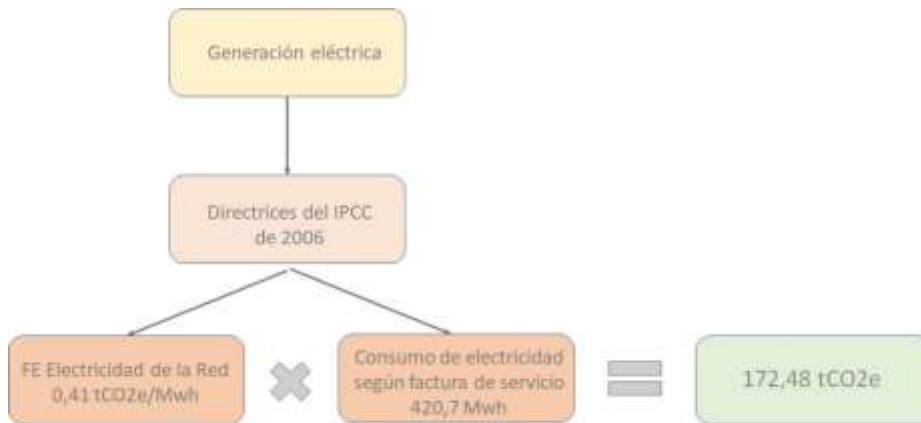 Generación eléctrica
Directrices del IPCC
de 2006
FE Electricidad de la Red
0,41 tCO2e/Mwh
Consumo de electricidad
según factura de servicio
420,7 Mwh
172,48 tCO2e